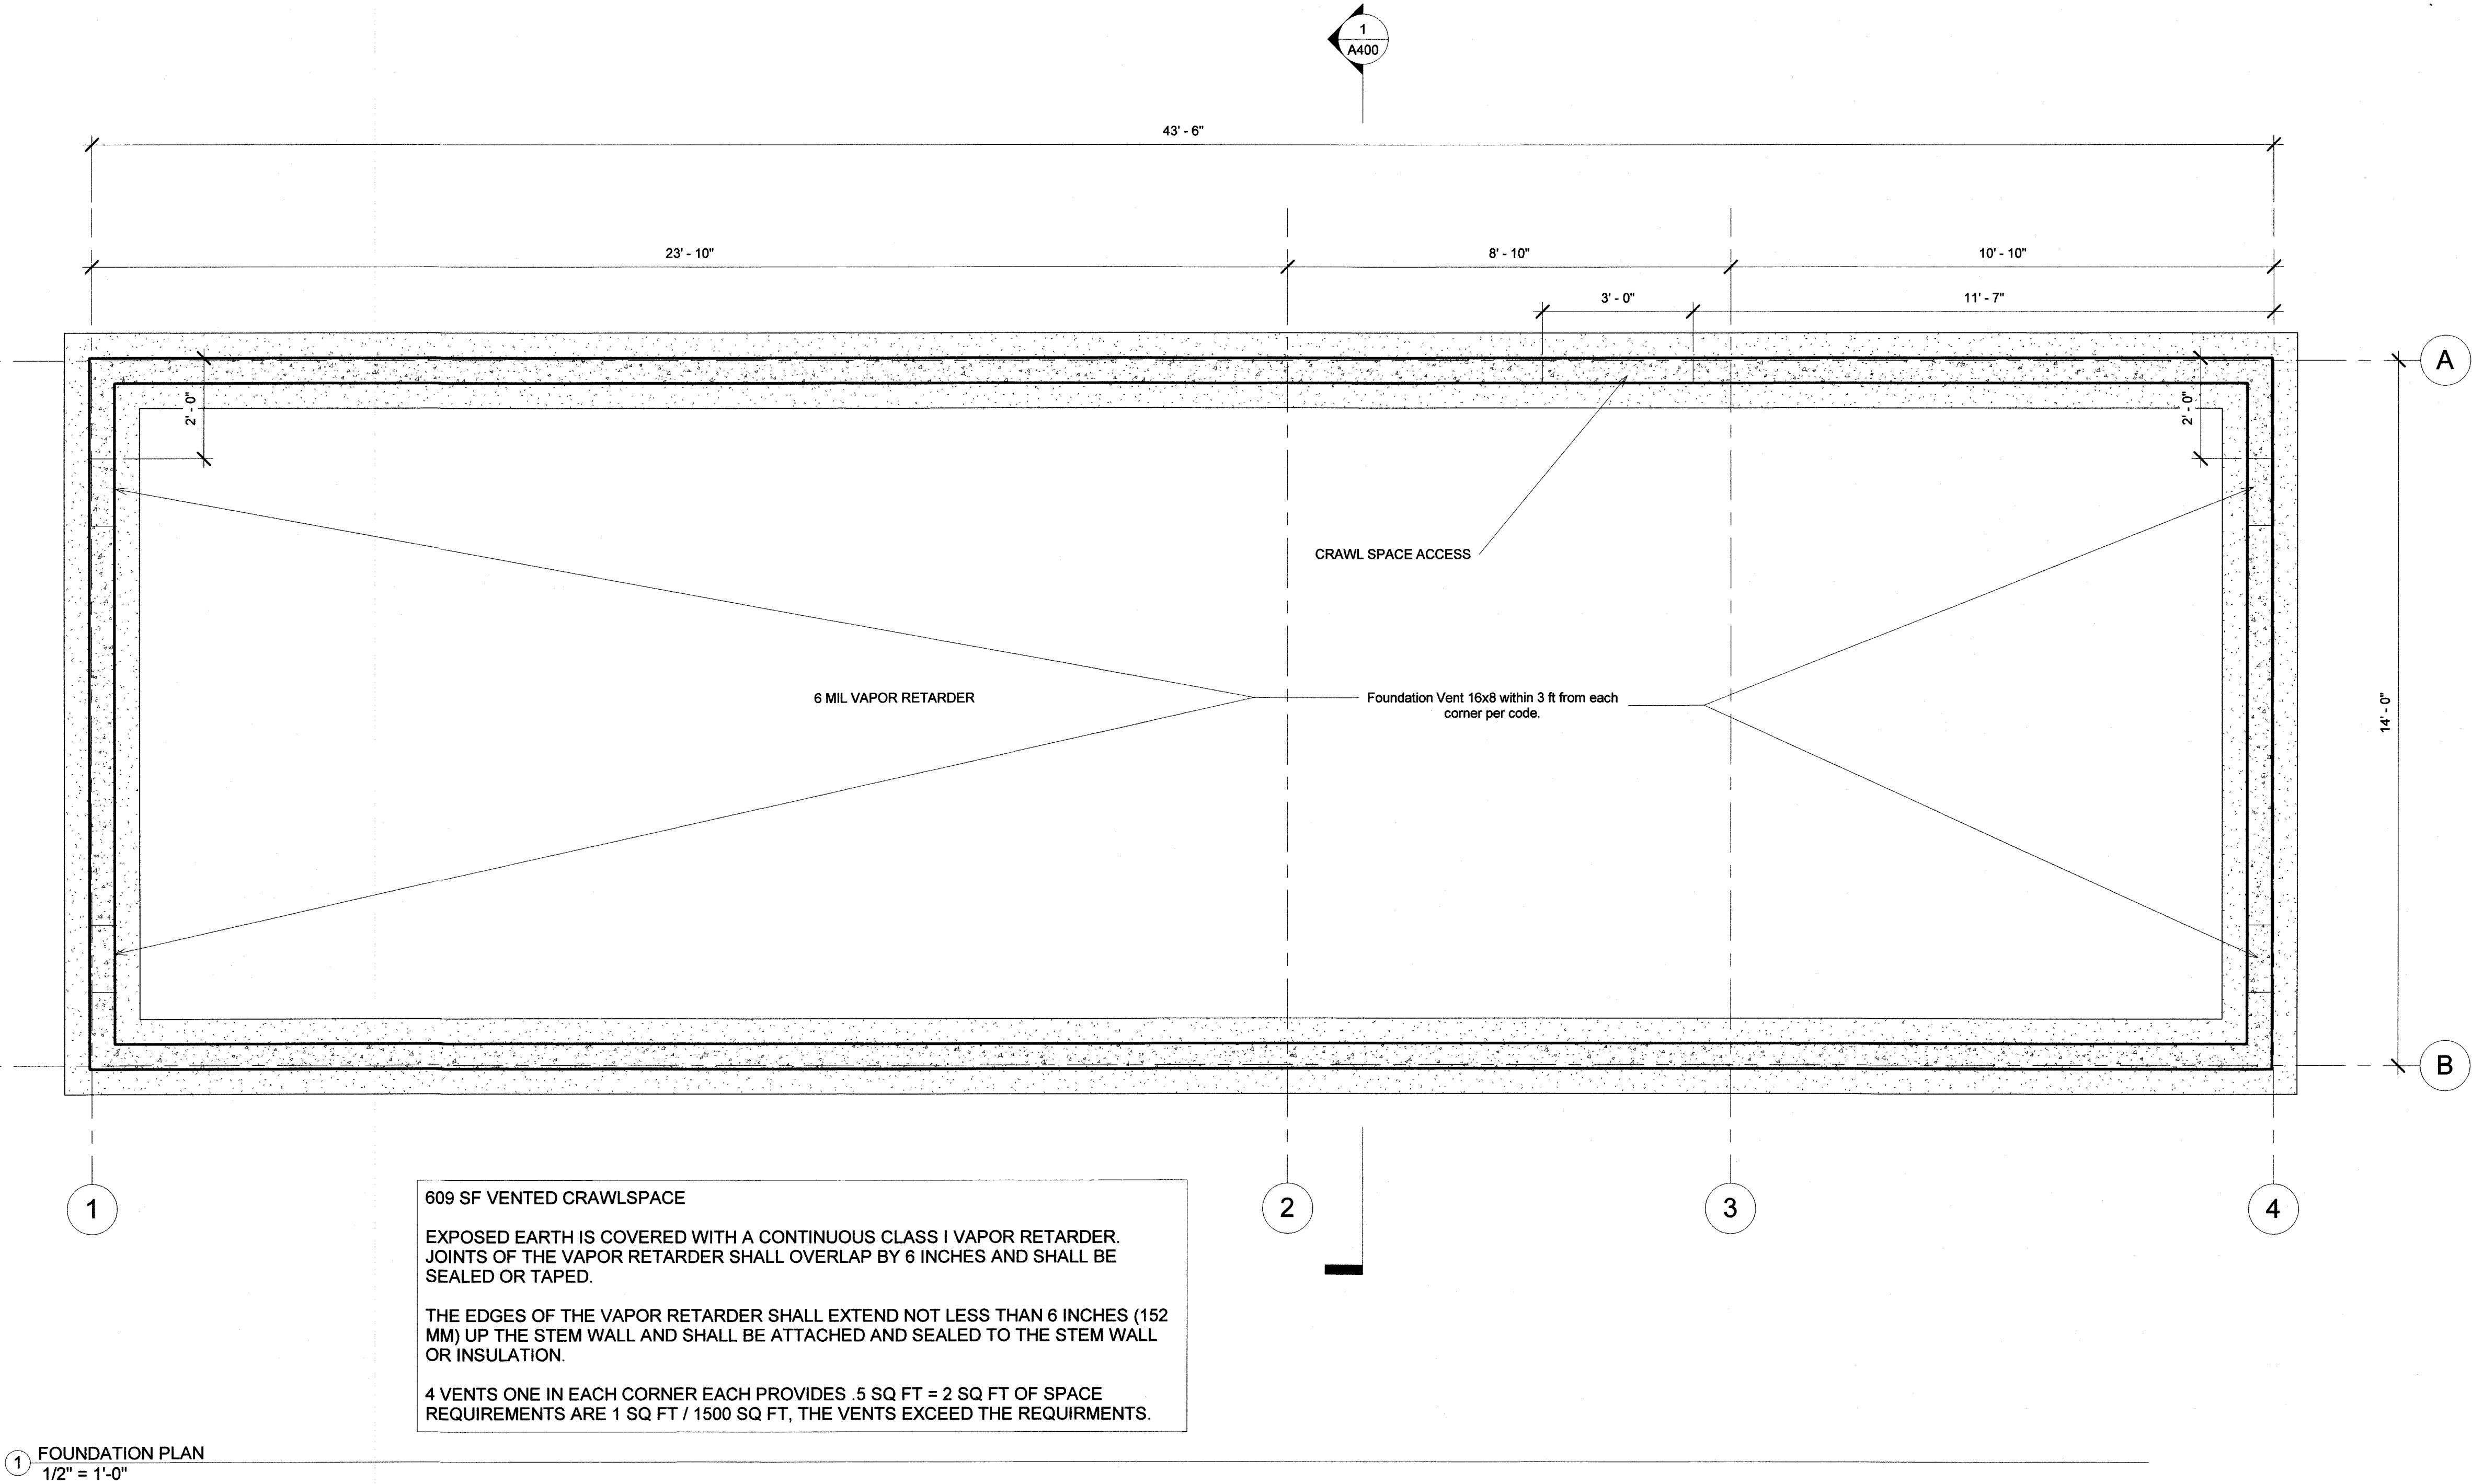 1
A400
43' - 6"
23' - 10"
8' - 10"
10' - 10"
3' - 0"
11' - 7"
A
2' - 0"
2' - 0"
CRAWL SPACE ACCESS
6 MIL VAPOR RETARDER
Foundation Vent 16x8 within 3 ft from each
corner per code.
14' - 0"
B
1
2
3
4
609 SF VENTED CRAWLSPACE
EXPOSED EARTH IS COVERED WITH A CONTINUOUS CLASS I VAPOR RETARDER.
JOINTS OF THE VAPOR RETARDER SHALL OVERLAP BY 6 INCHES AND SHALL BE
SEALED OR TAPED.
THE EDGES OF THE VAPOR RETARDER SHALL EXTEND NOT LESS THAN 6 INCHES (152
MM) UP THE STEM WALL AND SHALL BE ATTACHED AND SEALED TO THE STEM WALL
OR INSULATION.
4 VENTS ONE IN EACH CORNER EACH PROVIDES .5 SQ FT = 2 SQ FT OF SPACE
REQUIREMENTS ARE 1 SQ FT / 1500 SQ FT, THE VENTS EXCEED THE REQUIRMENTS.
1 FOUNDATION PLAN
1/2" = 1'-0"